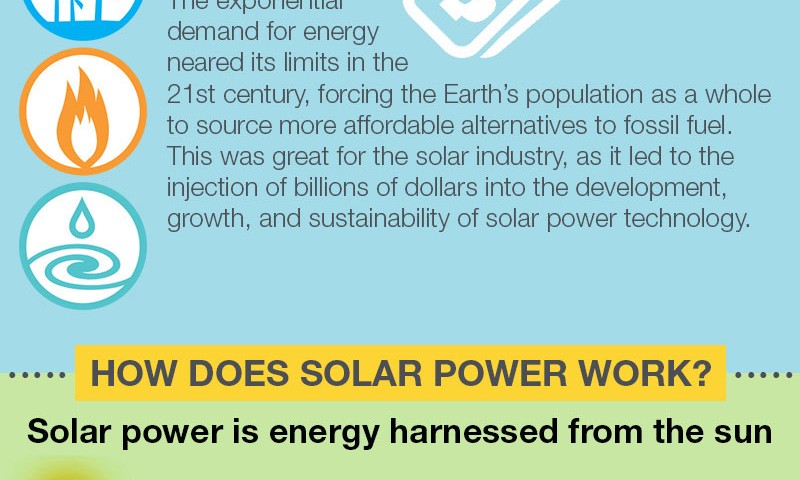 The exponential
demand for energy
neared its limits in the
21st century, forcing the Earth’s population as a whole
to source more affordable alternatives to fossil fuel.
This was great for the solar industry, as it led to the
injection of billions of dollars into the development,
growth, and sustainability of solar power technology.
HOW DOES SOLAR POWER WORK?
Solar power is energy harnessed from the sun